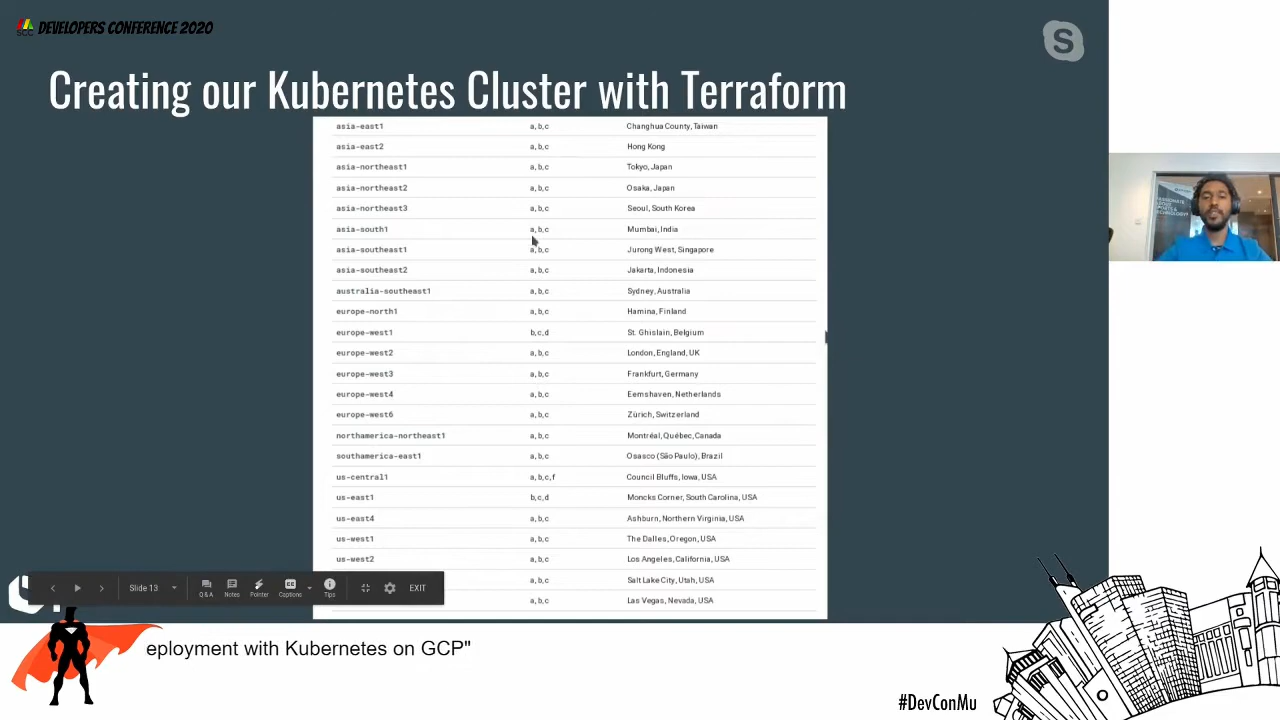 SCC DEVELOPERS CONFERENCE 2020
S
Creating our Kubernetes Cluster with Terraform
asia-east1 a,b,c Changhua County, Taiwan
asia-east2 a,b,c Hong Kong
asia-northeast1 a,b,c Tokyo, Japan
asia-northeast2 a,b,c Osaka, Japan
asia-northeast3 a,b,c Seoul, South Korea
asia-south1 a,b,c Mumbai, India
asia-southeast1 a,b,c Jurong West, Singapore
asia-southeast2 a,b,c Jakarta, Indonesia
australia-southeast1 a,b,c Sydney, Australia
europe-north1 a,b,c Hamina, Finland
europe-west1 b,c,d St. Ghislain, Belgium
europe-west2 a,b,c London, England, UK
europe-west3 a,b,c Frankfurt, Germany
europe-west4 a,b,c Eemshaven, Netherlands
europe-west6 a,b,c Zürich, Switzerland
northamerica-northeast1 a,b,c Montréal, Québec, Canada
southamerica-east1 a,b,c Osasco (São Paulo), Brazil
us-central1 a,b,c,f Council Bluffs, Iowa, USA
us-east1 b,c,d Moncks Corner, South Carolina, USA
us-east4 a,b,c Ashburn, Northern Virginia, USA
us-west1 a,b,c The Dalles, Oregon, USA
us-west2 a,b,c Los Angeles, California, USA
a,b,c Salt Lake City, Utah, USA
a,b,c Las Vegas, Nevada, USA
Slide 13
Q & A Notes Pointer CC Captions Tips EXIT
eployment with Kubernetes on GCP"
#DevConMu